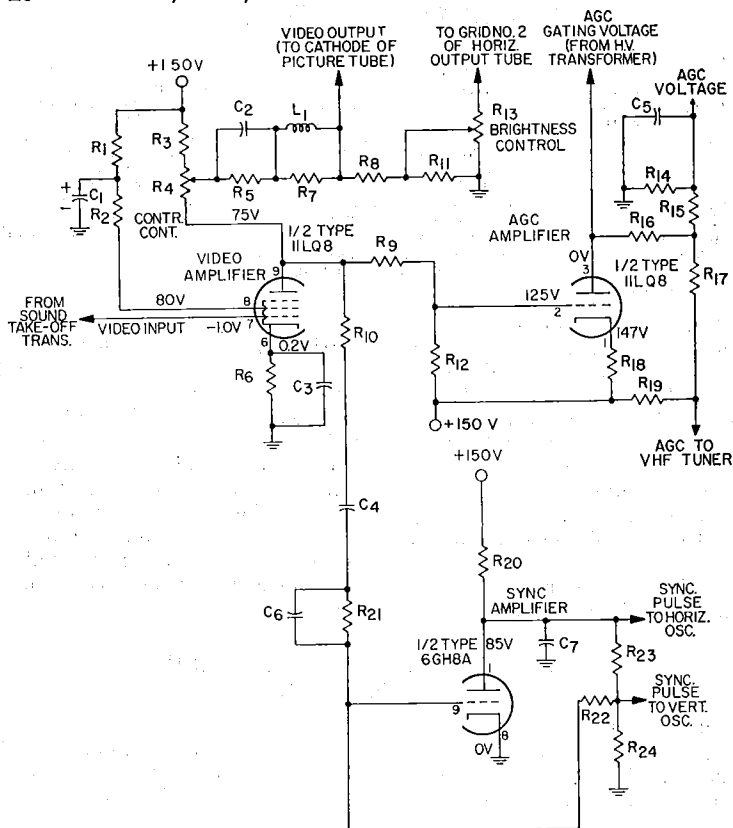 VIDEO OUTPUT
(TO CATHODE OF
PICTURE TUBE)
TO GRID NO. 2
OF HORIZ.
OUTPUT TUBE
AGC
GATING VOLTAGE
(FROM H.V.
TRANSFORMER)
AGC
VOLTAGE
+150V
R1
C1
+
-
R2
R3
R4
CONTR.
CONT.
C2
L1
R5
R7
R8
R11
R13
BRIGHTNESS
CONTROL
C5
R14
R15
R16
R17
75V
1/2 TYPE
11LQ8
VIDEO
AMPLIFIER
9
R9
AGC
AMPLIFIER
0V
3
1/2 TYPE
11LQ8
125V
2
147V
1
R18
R19
FROM
SOUND
TAKE-OFF
TRANS.
80V
8
VIDEO INPUT
-1.0V
7
6
0.2V
R6
C3
R10
R12
+150 V
AGC TO
VHF TUNER
+150V
C4
R20
C6
R21
SYNC
AMPLIFIER
1/2 TYPE
6GH8A
85V
1
C7
9
8
0V
SYNC.
PULSE
TO HORIZ.
OSC.
R23
SYNC.
PULSE
TO VERT.
OSC.
R22
R24